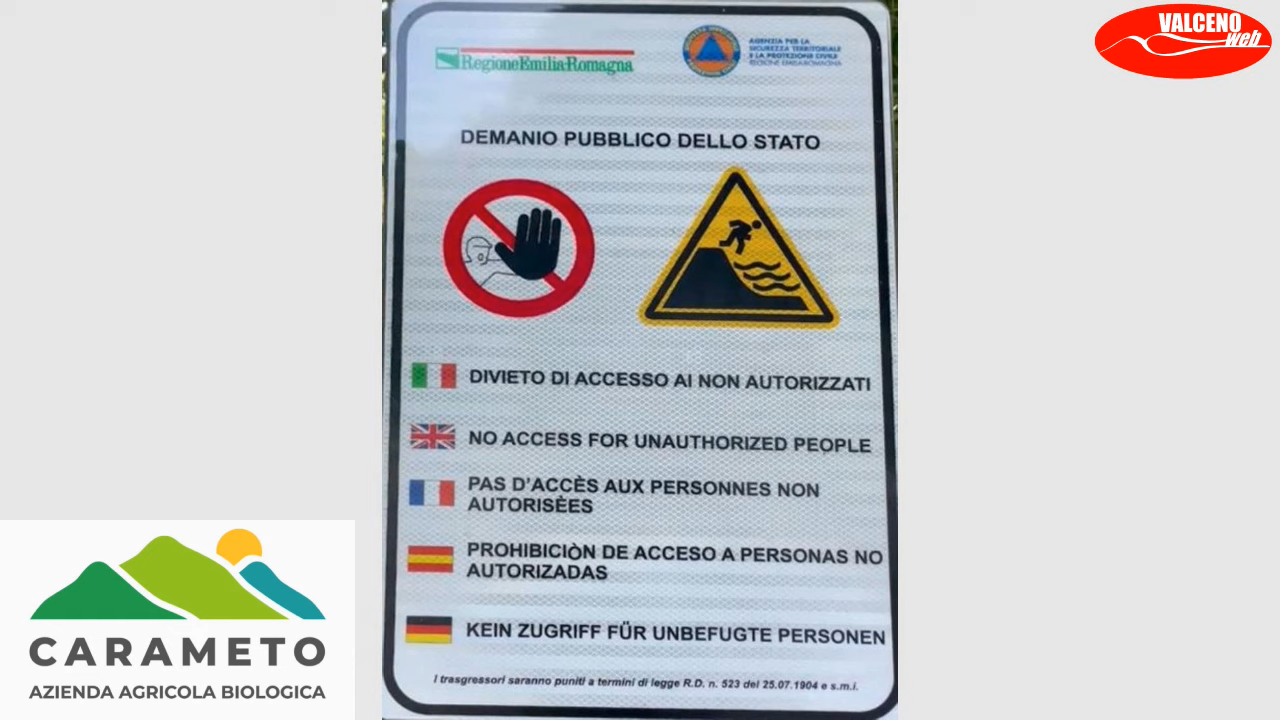 VALCENO
Web
RegioneEmilia-Romagna
AGENZIA PER LA
SICUREZZA TERRITORIALE
E LA PROTEZIONE CIVILE
REGIONE EMILIA-ROMAGNA
DEMANIO PUBBLICO DELLO STATO
DIVIETO DI ACCESSO AI NON AUTORIZZATI
NO ACCESS FOR UNAUTHORIZED PEOPLE
PAS D'ACCÈS AUX PERSONNES NON
AUTORISÈES
PROHIBICIÒN DE ACCESO A PERSONAS NO
AUTORIZADAS
KEIN ZUGRIFF FÜR UNBEFUGTE PERSONEN
I trasgressori saranno puniti a termini di legge R.D. n. 523 del 25.07.1904 e s.m.i.
CARAMETO
AZIENDA AGRICOLA BIOLOGICA